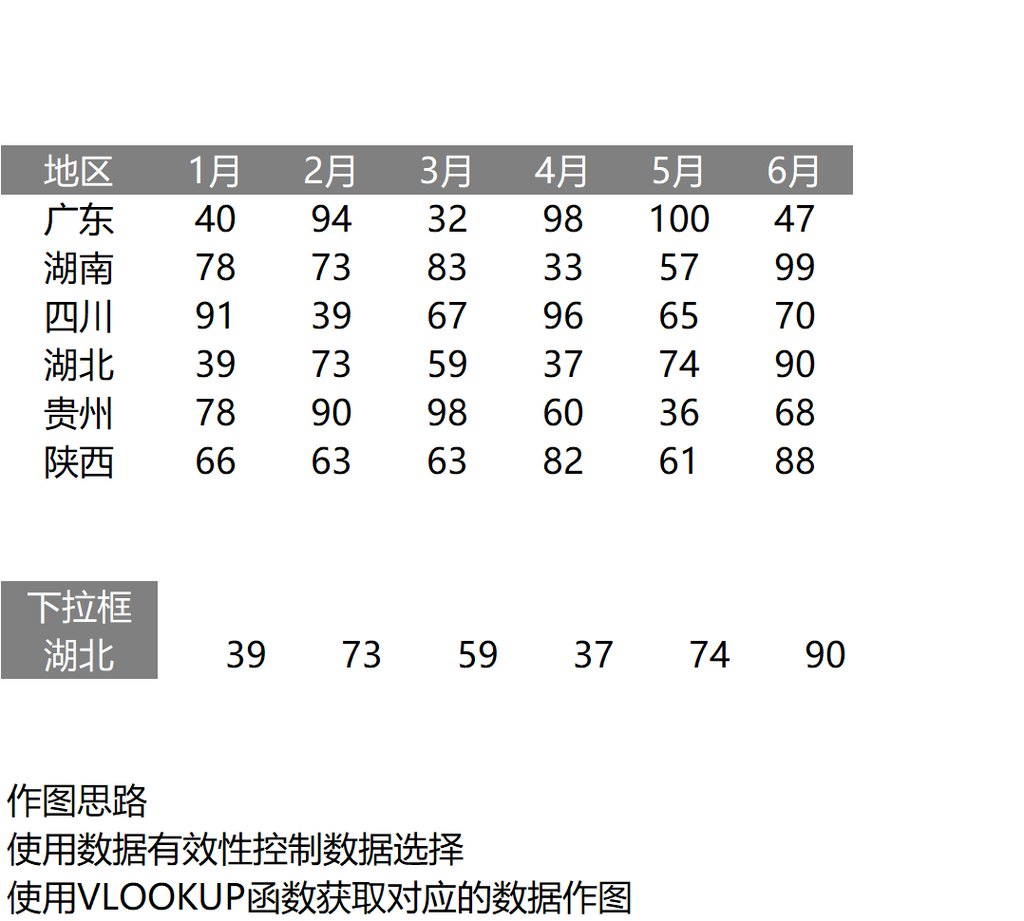 地区 1月 2月 3月 4月 5月 6月
广东 40 94 32 98 100 47
湖南 78 73 83 33 57 99
四川 91 39 67 96 65 70
湖北 39 73 59 37 74 90
贵州 78 90 98 60 36 68
陕西 66 63 63 82 61 88
下拉框
湖北 39 73 59 37 74 90
作图思路
使用数据有效性控制数据选择
使用VLOOKUP函数获取对应的数据作图